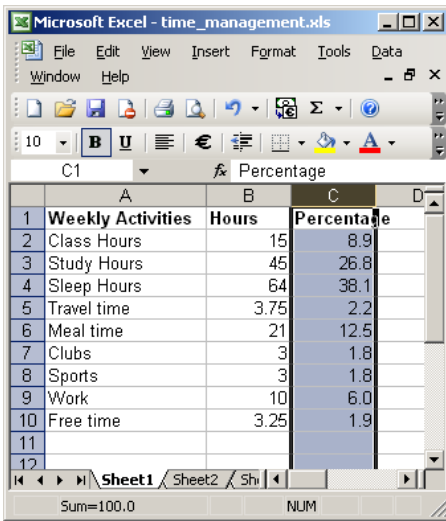 Microsoft Excel - time_management.xls
File Edit View Insert Format Tools Data
Window Help
10 B U € A
C1 fx Percentage
A B C D
1 Weekly Activities Hours Percentage
2 Class Hours 15 8.9
3 Study Hours 45 26.8
4 Sleep Hours 64 38.1
5 Travel time 3.75 2.2
6 Meal time 21 12.5
7 Clubs 3 1.8
8 Sports 3 1.8
9 Work 10 6.0
10 Free time 3.25 1.9
11
12
Sheet1 Sheet2 Sh
Sum=100.0 NUM